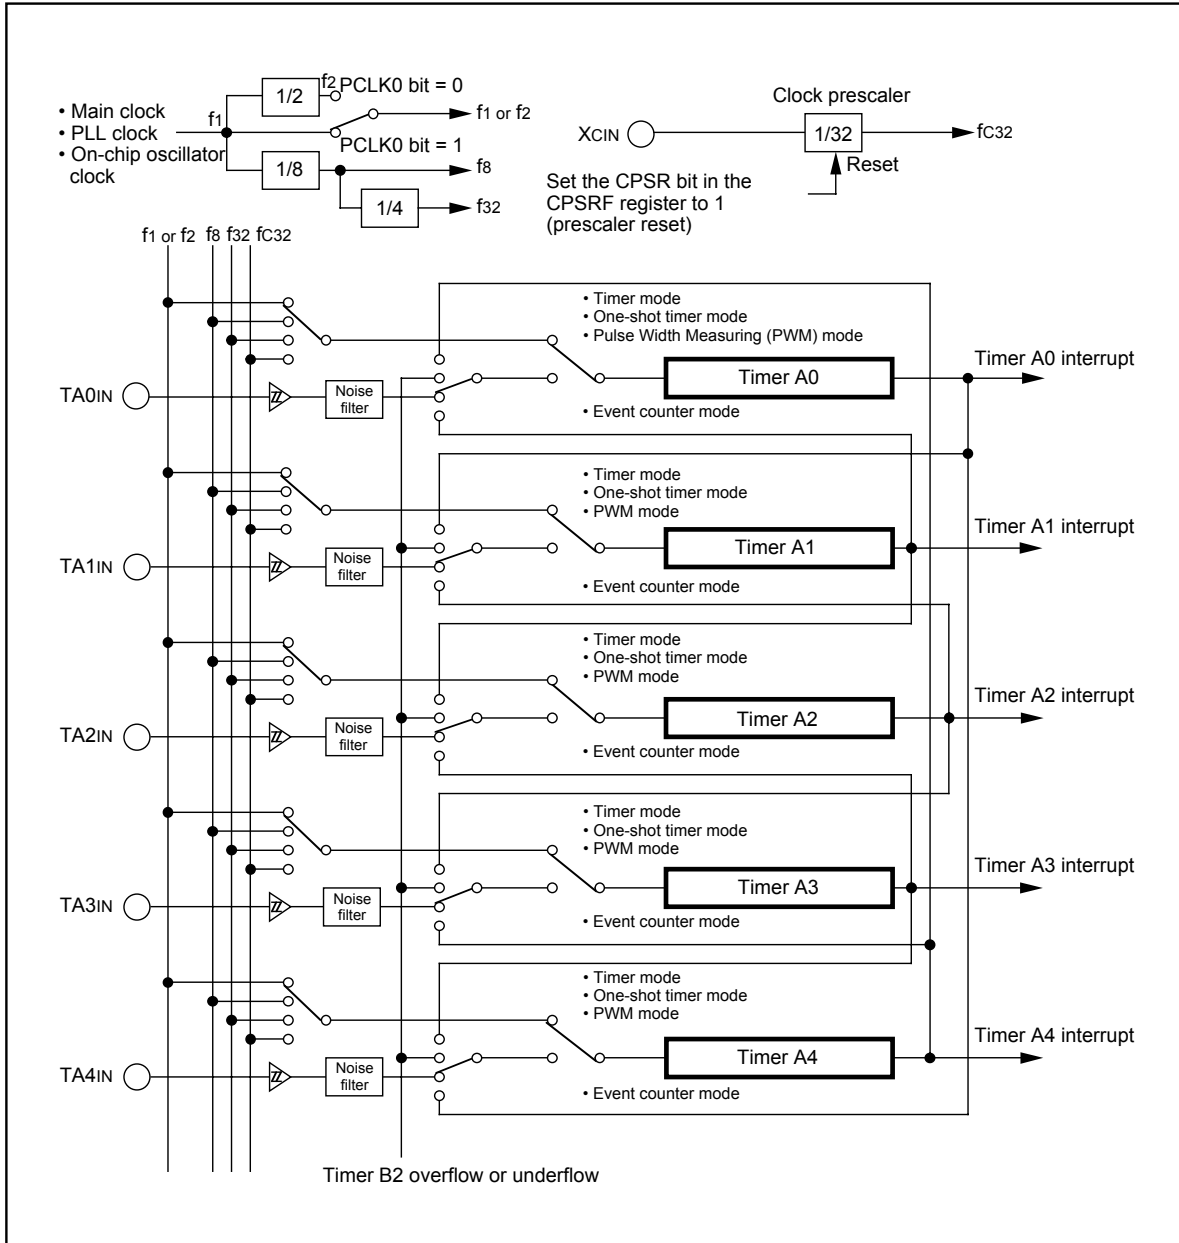 • Main clock
• PLL clock
• On-chip oscillator
clock
f1
1/2
f2
PCLK0 bit = 0
f1 or f2
PCLK0 bit = 1
1/8
f8
1/4
f32
Clock prescaler
XCIN
1/32
fC32
Reset
Set the CPSR bit in the
CPSRF register to 1
(prescaler reset)
f1 or f2 f8 f32 fC32
• Timer mode
• One-shot timer mode
• Pulse Width Measuring (PWM) mode
TA0IN
Noise
filter
Timer A0
Timer A0 interrupt
• Event counter mode
• Timer mode
• One-shot timer mode
• PWM mode
TA1IN
Noise
filter
Timer A1
Timer A1 interrupt
• Event counter mode
• Timer mode
• One-shot timer mode
• PWM mode
TA2IN
Noise
filter
Timer A2
Timer A2 interrupt
• Event counter mode
• Timer mode
• One-shot timer mode
• PWM mode
TA3IN
Noise
filter
Timer A3
Timer A3 interrupt
• Event counter mode
• Timer mode
• One-shot timer mode
• PWM mode
TA4IN
Noise
filter
Timer A4
Timer A4 interrupt
• Event counter mode
Timer B2 overflow or underflow